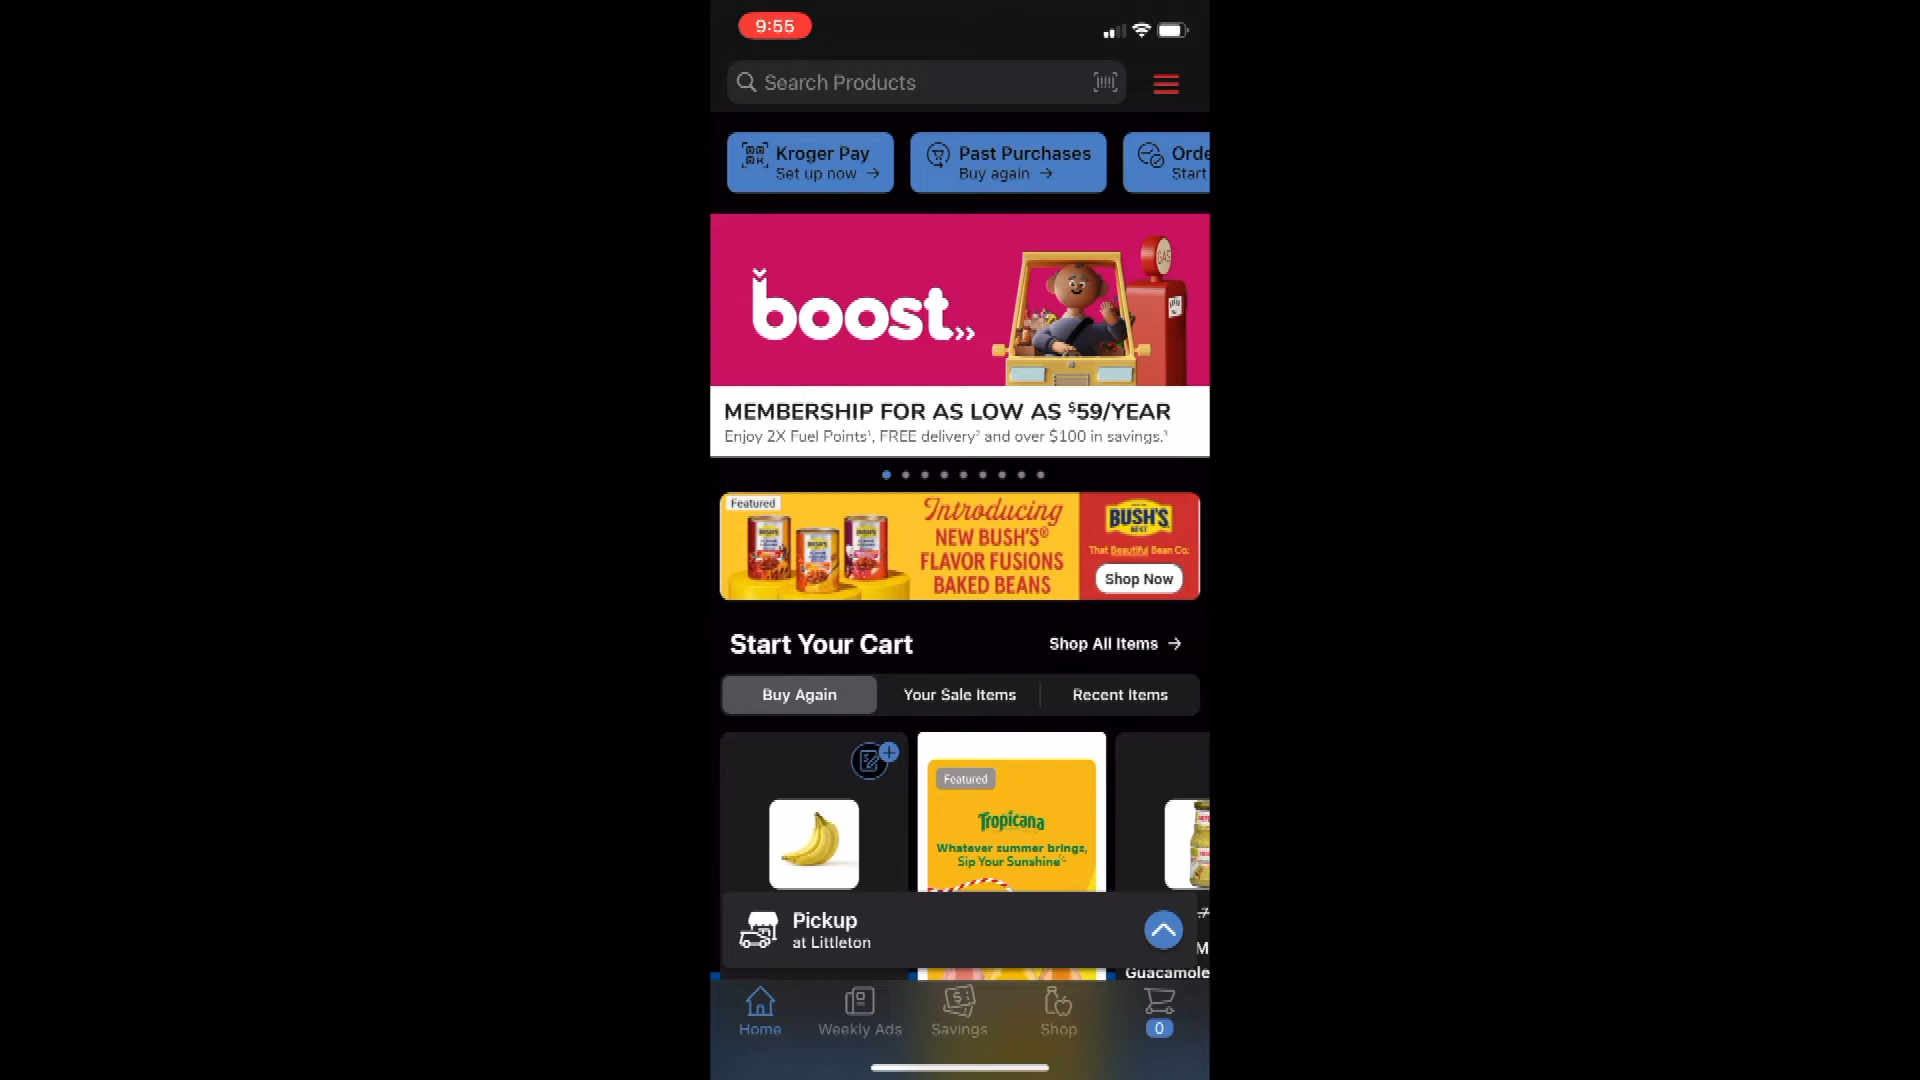 9:55
Search Products
Kroger Pay
Set up now →
Past Purchases
Buy again →
Orde
Start
boost
MEMBERSHIP FOR AS LOW AS $59/YEAR
Enjoy 2X Fuel Points¹, FREE delivery² and over $100 in savings.³
Featured
Introducing
NEW BUSH'S®
FLAVOR FUSIONS
BAKED BEANS
BUSH'S
BEST
That Beautiful Bean Co.
Shop Now
Start Your Cart
Shop All Items →
Buy Again
Your Sale Items
Recent Items
Featured
Tropicana
Whatever summer brings,
Sip Your Sunshine
Pickup
at Littleton
M
Guacamole
Home
Weekly Ads
Savings
Shop
0